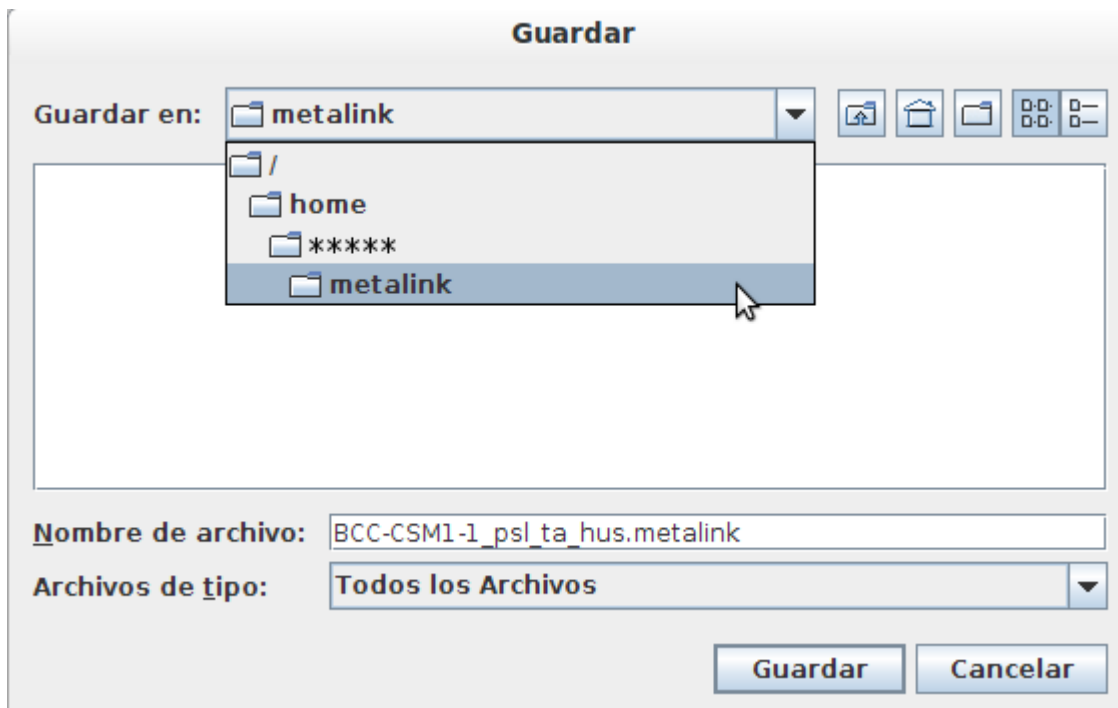 Guardar
Guardar en: metalink
/
home
*****
metalink
Nombre de archivo: BCC-CSM1-1_psl_ta_hus.metalink
Archivos de tipo: Todos los Archivos
Guardar Cancelar